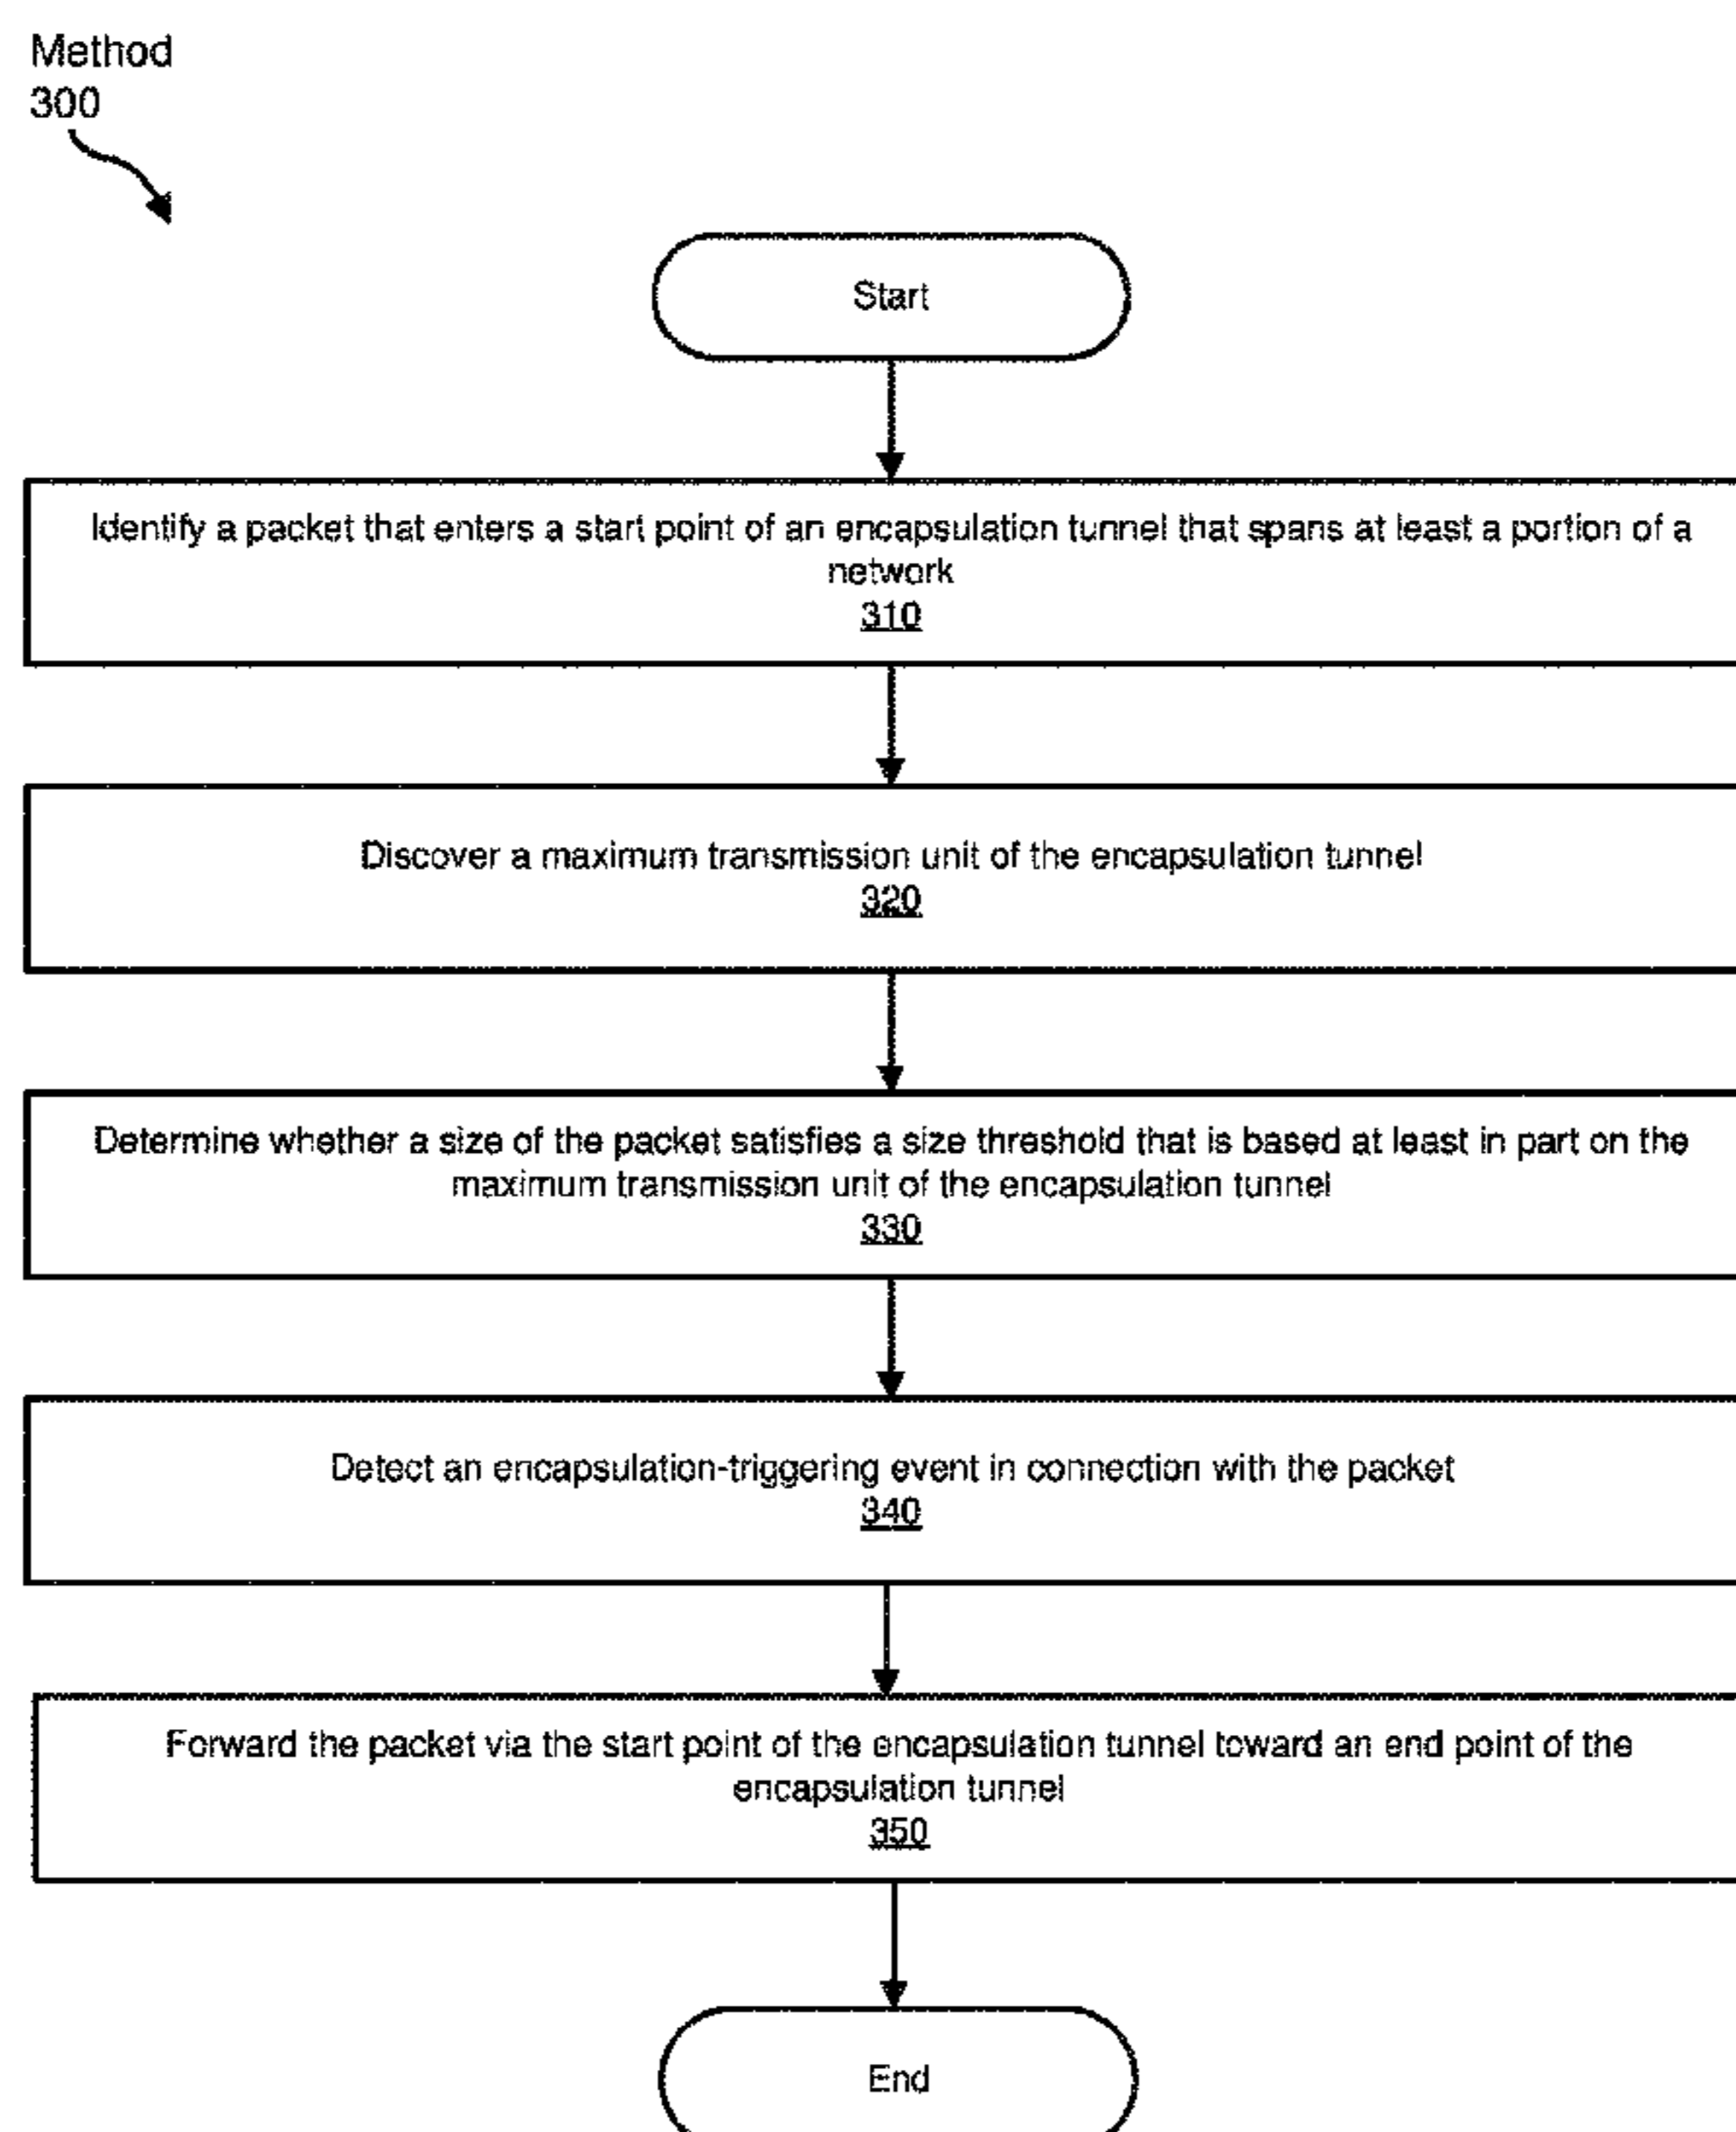 Method
300
Start
Identify a packet that enters a start point of an encapsulation tunnel that spans at least a portion of a
network
310
Discover a maximum transmission unit of the encapsulation tunnel
320
Determine whether a size of the packet satisfies a size threshold that is based at least in part on the
maximum transmission unit of the encapsulation tunnel
330
Detect an encapsulation-triggering event in connection with the packet
340
Forward the packet via the start point of the encapsulation tunnel toward an end point of the
encapsulation tunnel
350
End